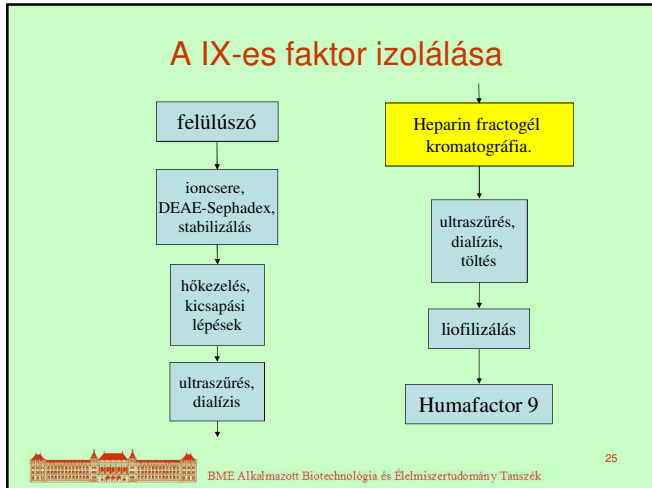 A IX-es faktor izolálása
felülúszó
ioncsere,
DEAE-Sephadex,
stabilizálás
hőkezelés,
kicsapási
lépések
ultraszűrés,
dialízis
Heparin fractogél
kromatográfia.
ultraszűrés,
dialízis,
töltés
liofilizálás
Humafactor 9
25
BME Alkalmazott Biotechnológia és Élelmiszertudomány Tanszék